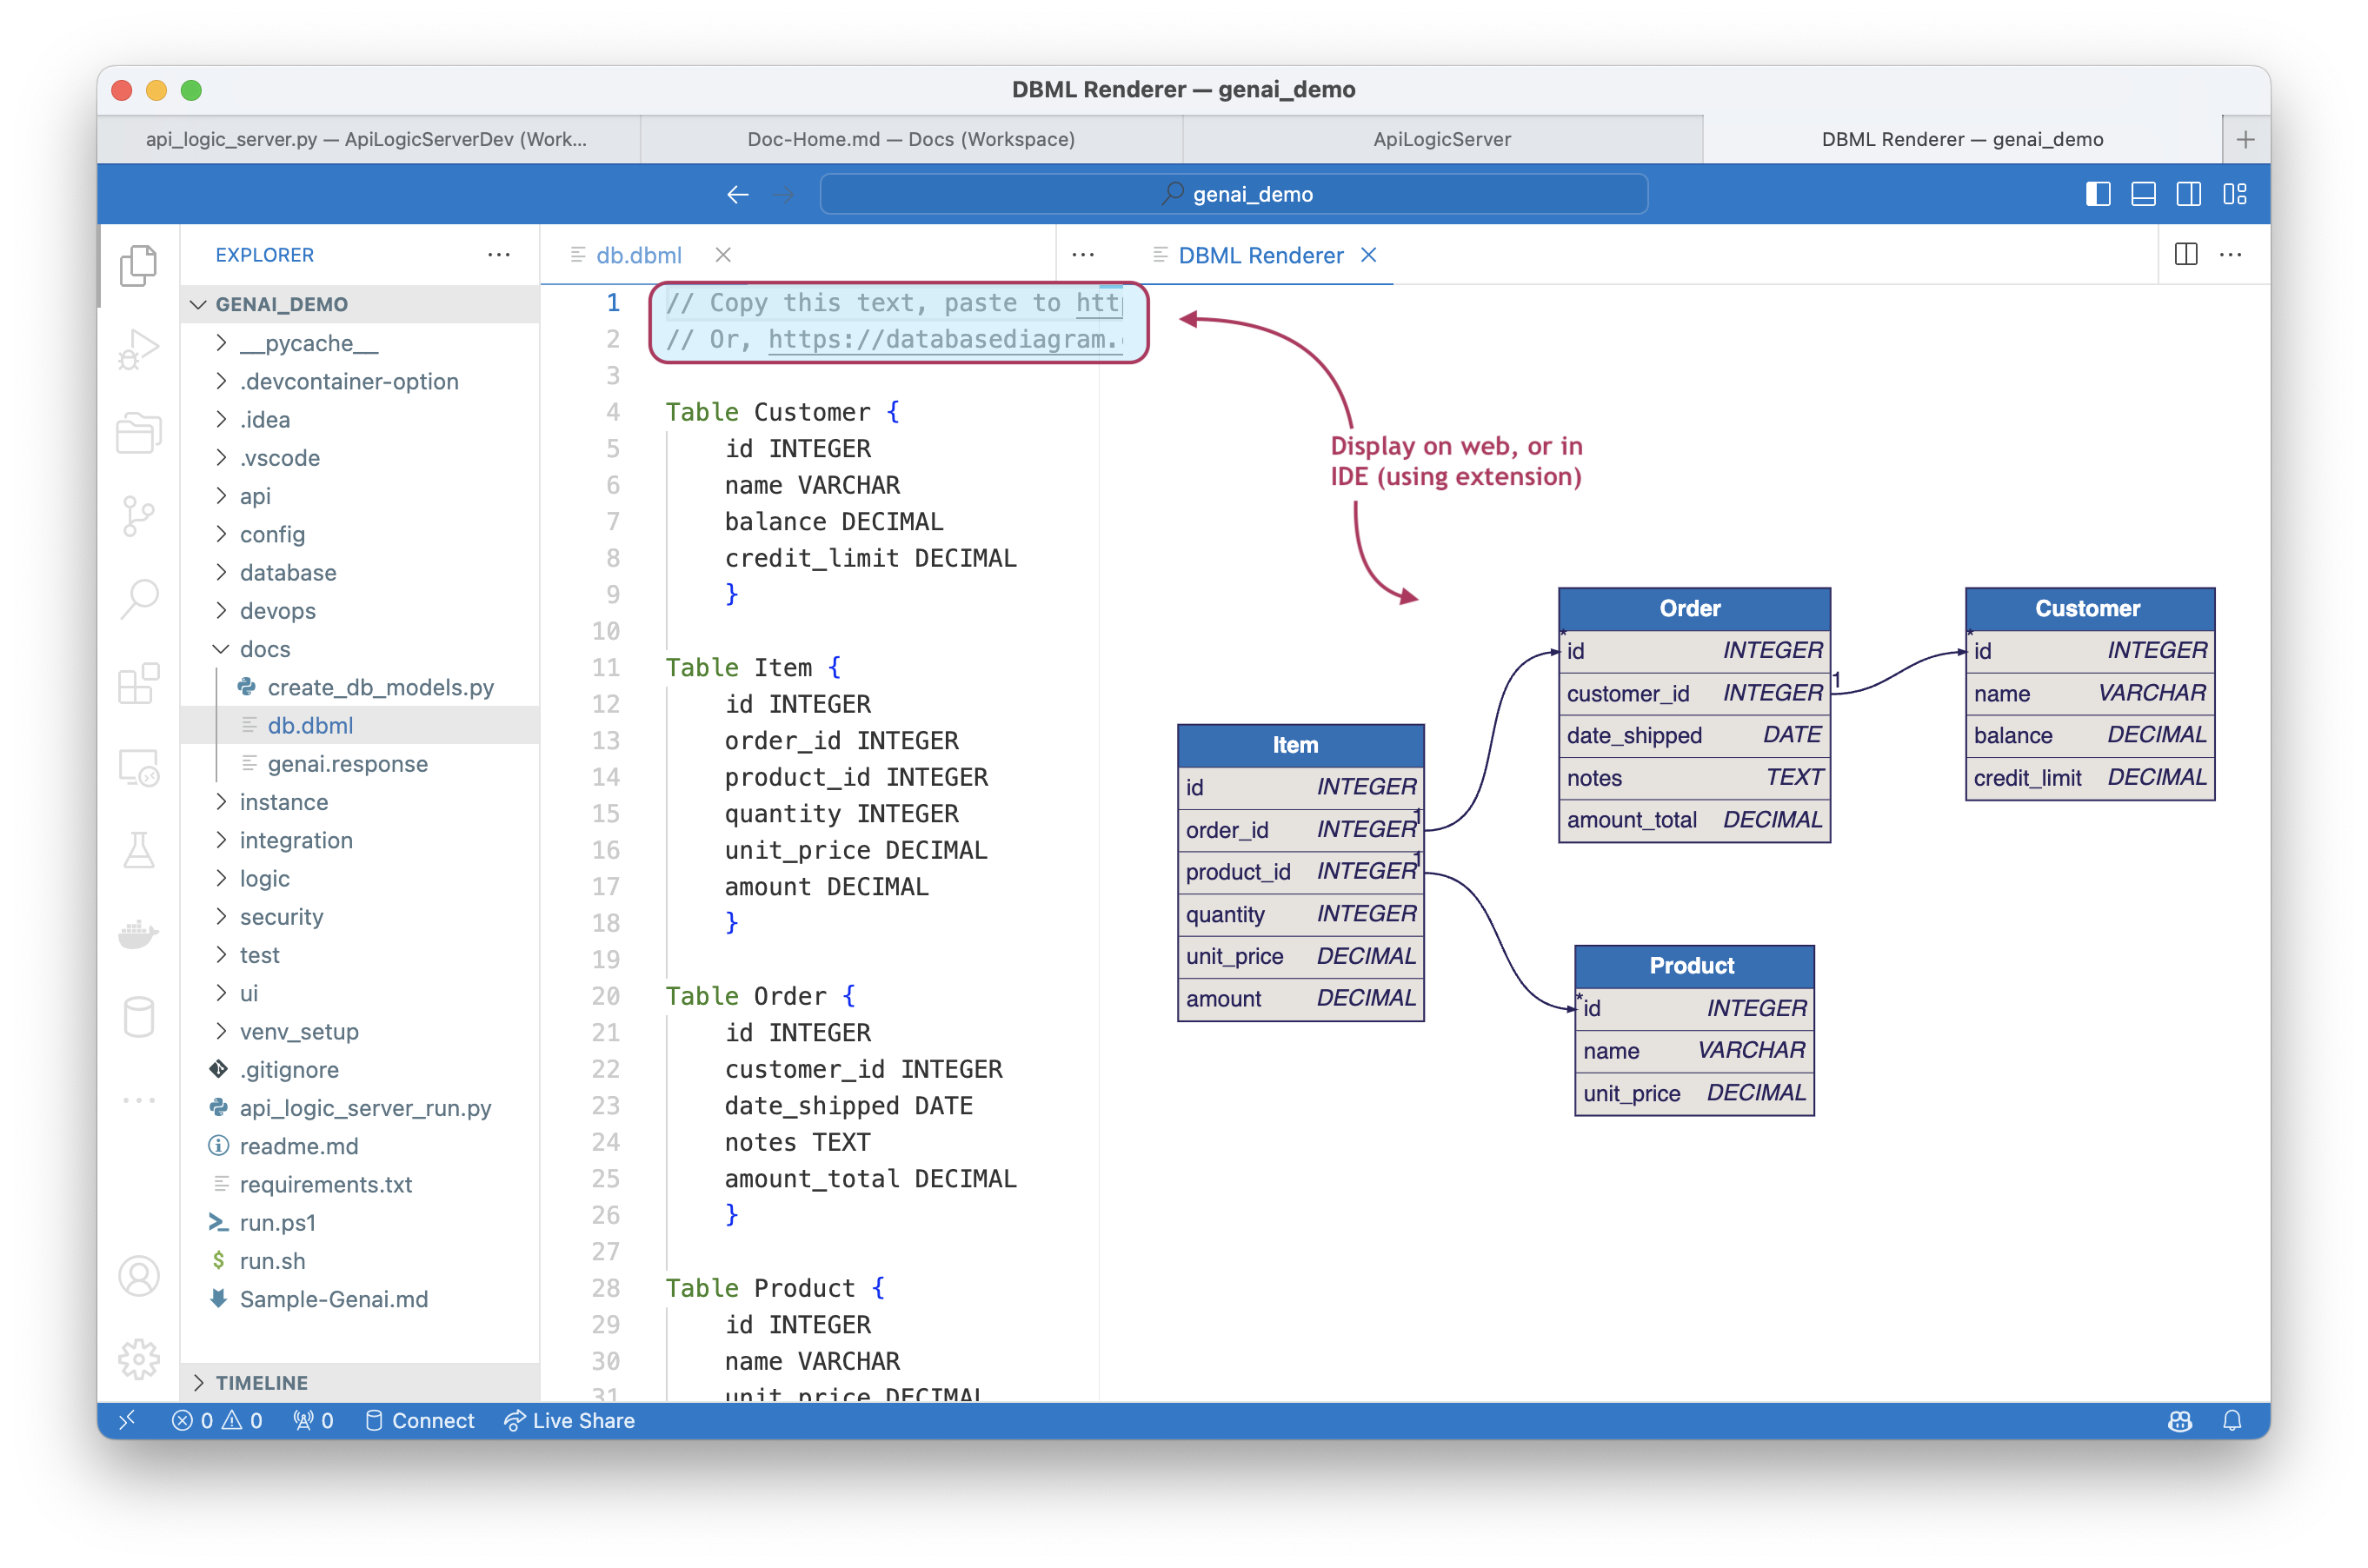 DBML Renderer — genai_demo
api_logic_server.py — ApiLogicServerDev (Work...
Doc-Home.md — Docs (Workspace)
ApiLogicServer
DBML Renderer — genai_demo
genai_demo
EXPLORER
GENAI_DEMO
__pycache__
.devcontainer-option
.idea
.vscode
api
config
database
devops
docs
create_db_models.py
db.dbml
genai.response
instance
integration
logic
security
test
ui
venv_setup
.gitignore
api_logic_server_run.py
readme.md
requirements.txt
run.ps1
run.sh
Sample-Genai.md
TIMELINE
db.dbml
1 // Copy this text, paste to http
2 // Or, https://databasediagram.
3
4 Table Customer {
5 id INTEGER
6 name VARCHAR
7 balance DECIMAL
8 credit_limit DECIMAL
9 }
10
11 Table Item {
12 id INTEGER
13 order_id INTEGER
14 product_id INTEGER
15 quantity INTEGER
16 unit_price DECIMAL
17 amount DECIMAL
18 }
19
20 Table Order {
21 id INTEGER
22 customer_id INTEGER
23 date_shipped DATE
24 notes TEXT
25 amount_total DECIMAL
26 }
27
28 Table Product {
29 id INTEGER
30 name VARCHAR
31 unit_price DECIMAL
DBML Renderer
Display on web, or in
IDE (using extension)
Item
id INTEGER
order_id INTEGER 1
product_id INTEGER 1
quantity INTEGER
unit_price DECIMAL
amount DECIMAL
Order
* id INTEGER
customer_id INTEGER 1
date_shipped DATE
notes TEXT
amount_total DECIMAL
Customer
* id INTEGER
name VARCHAR
balance DECIMAL
credit_limit DECIMAL
Product
* id INTEGER
name VARCHAR
unit_price DECIMAL
0 0 0 Connect Live Share